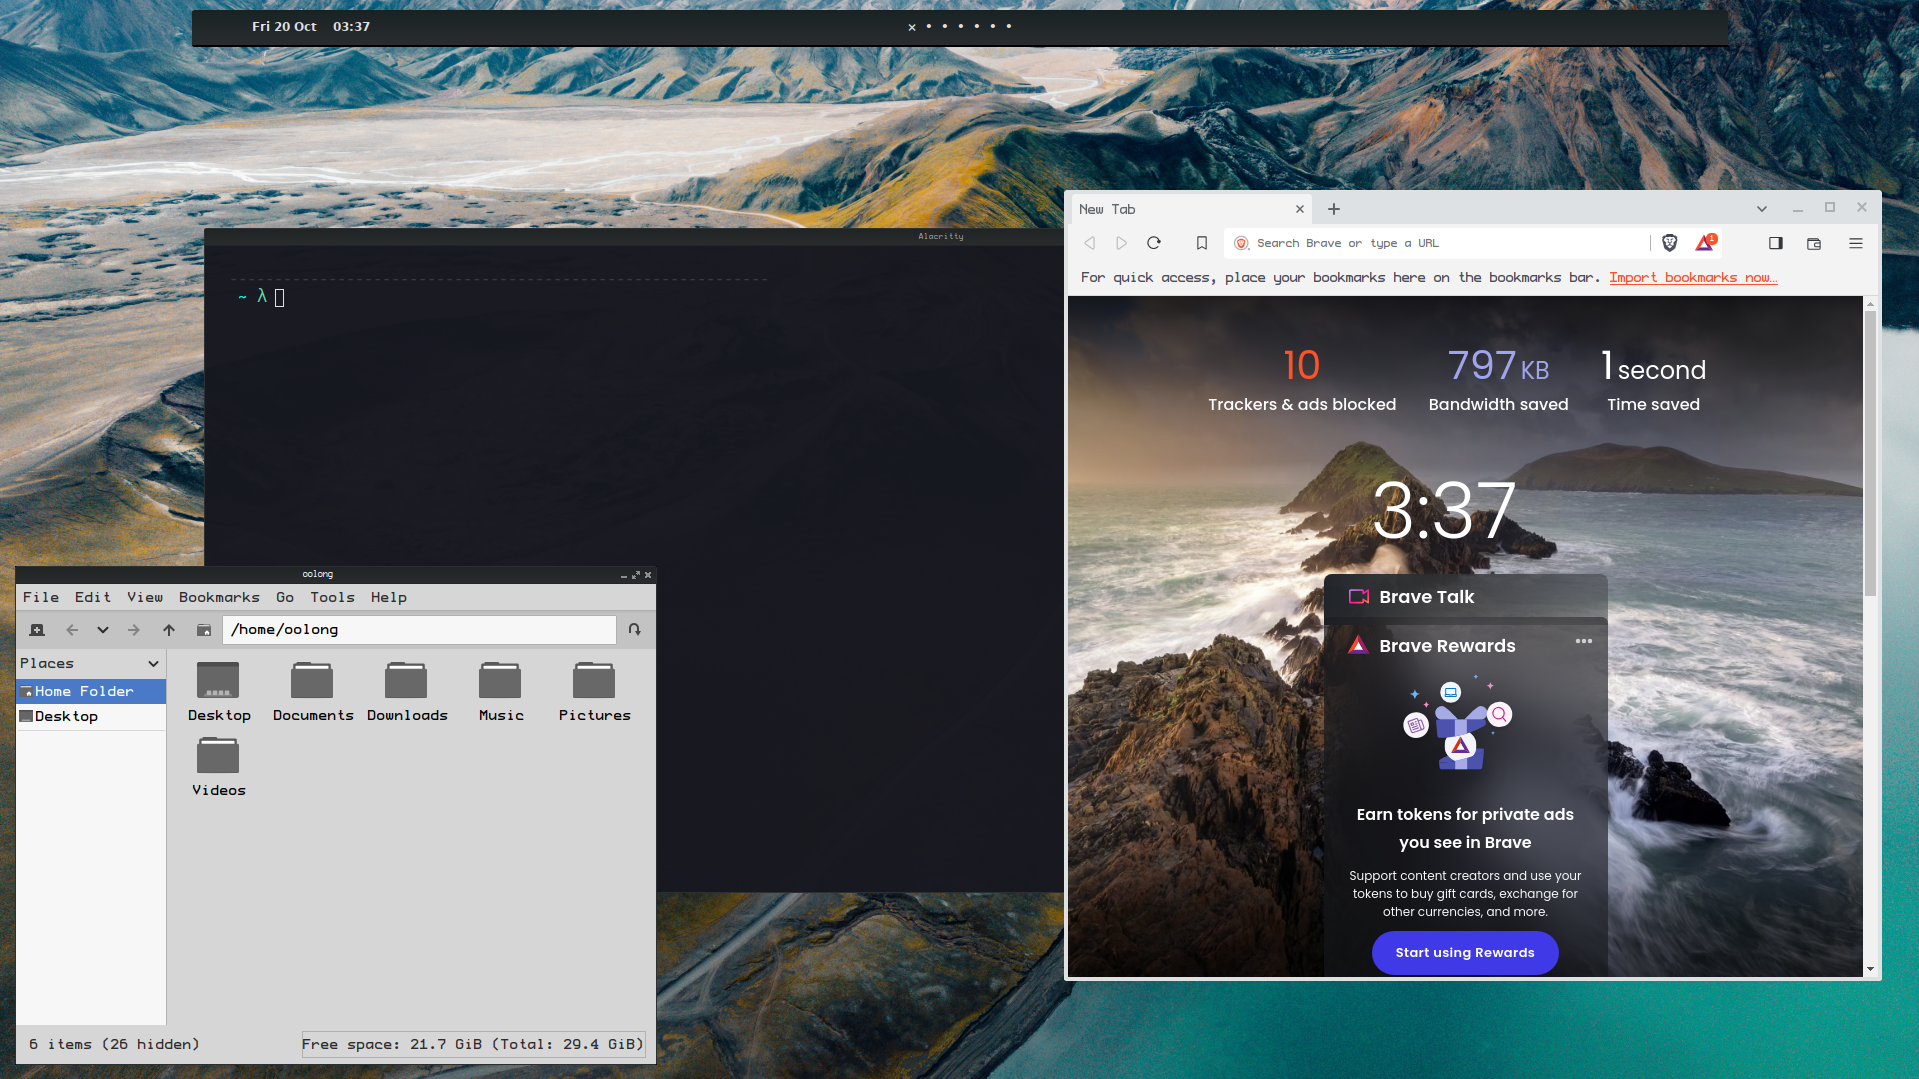 Fri 20 Oct 03:37
Alacritty
~ λ
oolong
File Edit View Bookmarks Go Tools Help
/home/oolong
Places
Home Folder
Desktop
Desktop Documents Downloads Music Pictures
Videos
6 items (26 hidden)
Free space: 21.7 GiB (Total: 29.4 GiB)
New Tab
Search Brave or type a URL
1
For quick access, place your bookmarks here on the bookmarks bar. Import bookmarks now…
10 797 KB 1 second
Trackers & ads blocked Bandwidth saved Time saved
3:37
Brave Talk
Brave Rewards
Earn tokens for private ads
you see in Brave
Support content creators and use your
tokens to buy gift cards, exchange for
other currencies, and more.
Start using Rewards